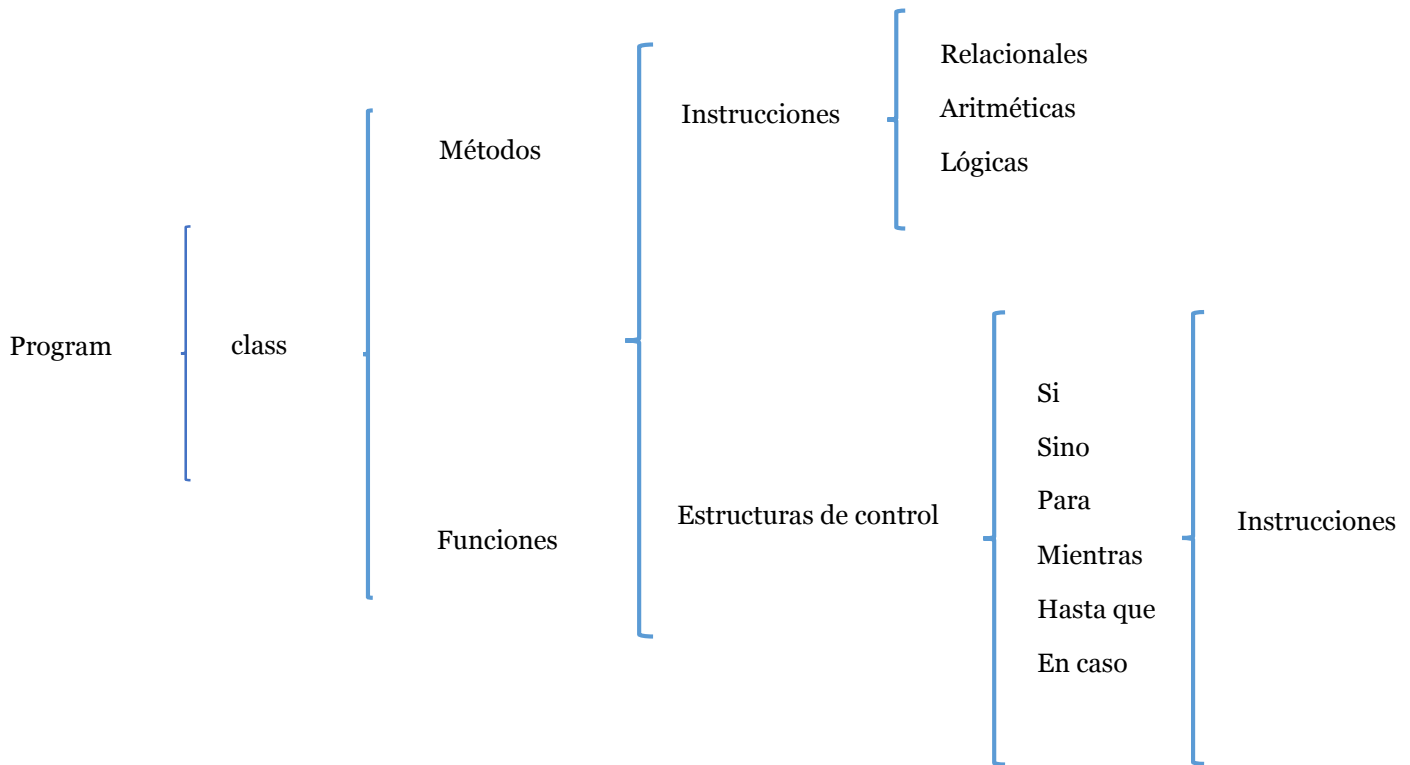 Program
class
Métodos
Funciones
Instrucciones
Relacionales
Aritméticas
Lógicas
Estructuras de control
Si
Sino
Para
Mientras
Hasta que
En caso
Instrucciones